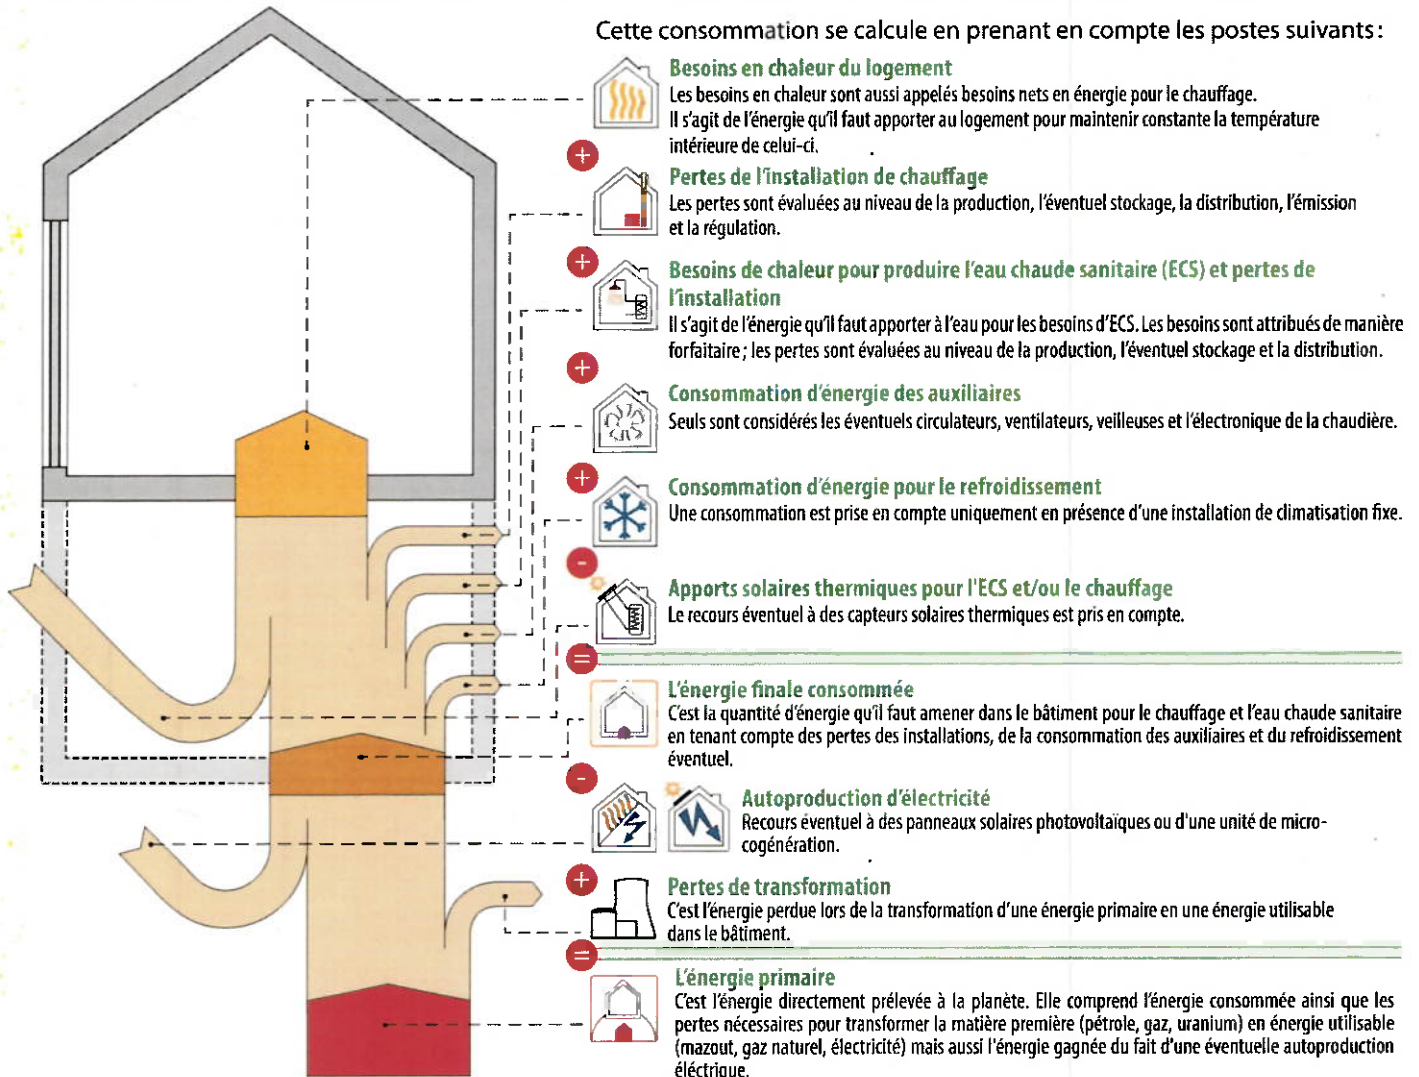 Cette consommation se calcule en prenant en compte les postes suivants :
Besoins en chaleur du logement
Les besoins en chaleur sont aussi appelés besoins nets en énergie pour le chauffage.
Il s'agit de l'énergie qu'il faut apporter au logement pour maintenir constante la température
intérieure de celui-ci.
+
Pertes de l'installation de chauffage
Les pertes sont évaluées au niveau de la production, l'éventuel stockage, la distribution, l'émission
et la régulation.
+
Besoins de chaleur pour produire l'eau chaude sanitaire (ECS) et pertes de
l'installation
Il s'agit de l'énergie qu'il faut apporter à l'eau pour les besoins d'ECS. Les besoins sont attribués de manière
forfaitaire ; les pertes sont évaluées au niveau de la production, l'éventuel stockage et la distribution.
+
Consommation d'énergie des auxiliaires
Seuls sont considérés les éventuels circulateurs, ventilateurs, veilleuses et l'électronique de la chaudière.
+
Consommation d'énergie pour le refroidissement
Une consommation est prise en compte uniquement en présence d'une installation de climatisation fixe.
-
Apports solaires thermiques pour l'ECS et/ou le chauffage
Le recours éventuel à des capteurs solaires thermiques est pris en compte.
=
L'énergie finale consommée
C'est la quantité d'énergie qu'il faut amener dans le bâtiment pour le chauffage et l'eau chaude sanitaire
en tenant compte des pertes des installations, de la consommation des auxiliaires et du refroidissement
éventuel.
-
Autoproduction d'électricité
Recours éventuel à des panneaux solaires photovoltaïques ou d'une unité de micro-
cogénération.
+
Pertes de transformation
C'est l'énergie perdue lors de la transformation d'une énergie primaire en une énergie utilisable
dans le bâtiment.
=
L'énergie primaire
C'est l'énergie directement prélevée à la planète. Elle comprend l'énergie consommée ainsi que les
pertes nécessaires pour transformer la matière première (pétrole, gaz, uranium) en énergie utilisable
(mazout, gaz naturel, électricité) mais aussi l'énergie gagnée du fait d'une éventuelle autoproduction
éléctrique.